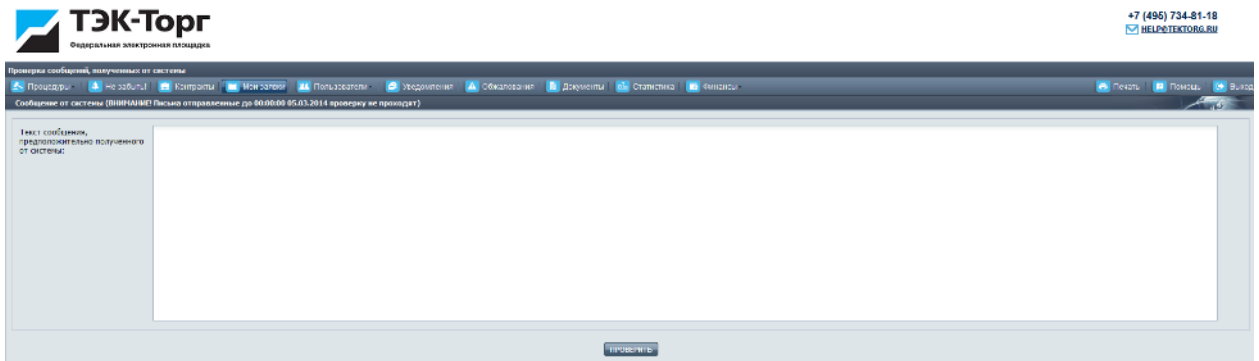 ТЭК-Торг
Федеральная электронная площадка
+7 (495) 734-81-18
HELP@TEKTORG.RU
Проверка сообщений, полученных от системы
Процедуры Не забыть! Контракты Мои заявки Пользователи Уведомления Обжалования Документы Статистика Финансы Печать Помощь Выход
Сообщение от системы (ВНИМАНИЕ! Письма отправленные до 00:00:00 05.03.2014 проверку не проходят)
Текст сообщения,
предположительно полученного
от системы:
ПРОВЕРИТЬ